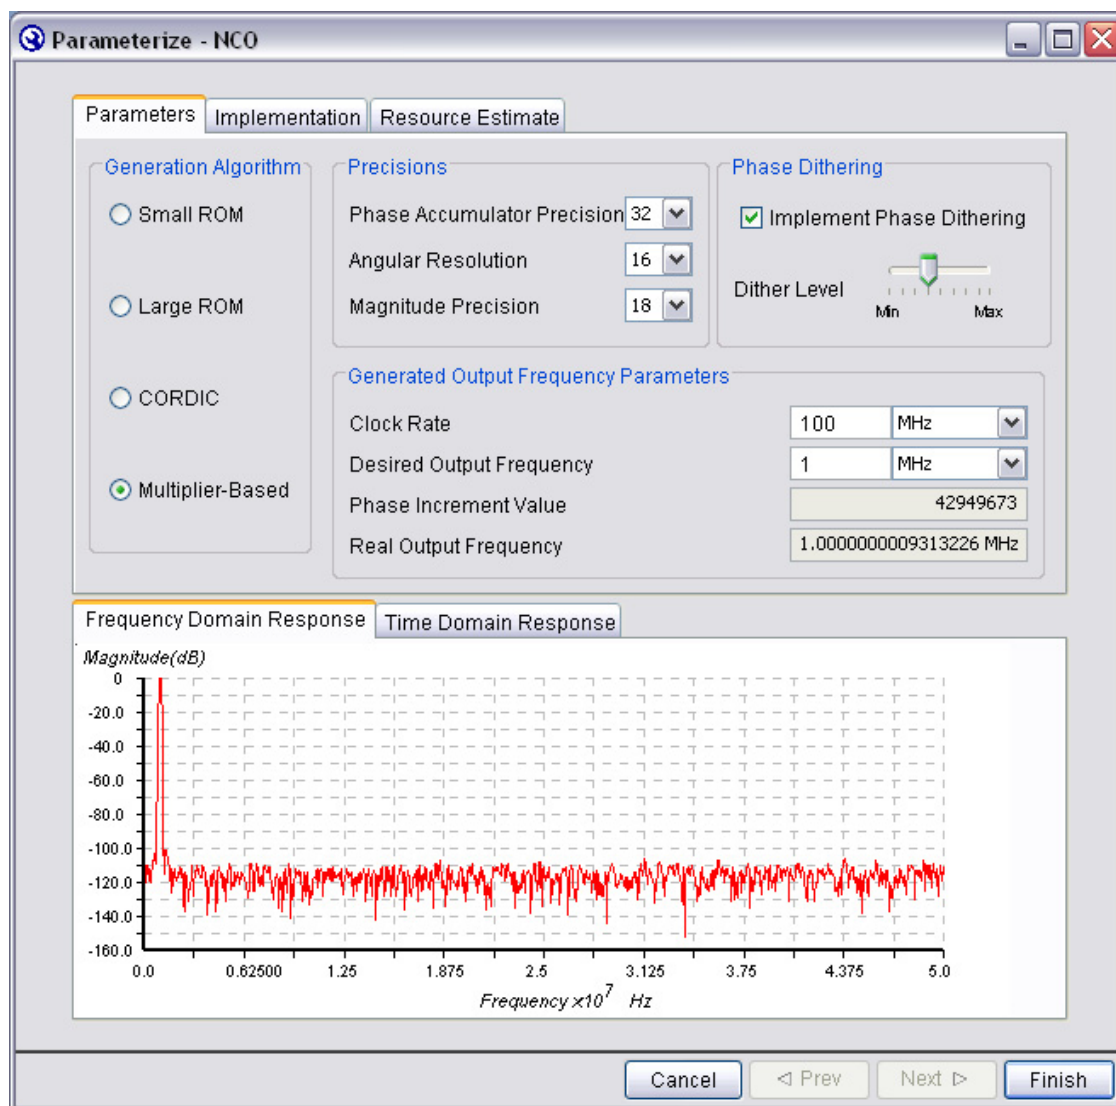 Parameterize - NCO
Parameters Implementation Resource Estimate
Generation Algorithm
Small ROM
Large ROM
CORDIC
Multiplier-Based
Precisions
Phase Accumulator Precision 32
Angular Resolution 16
Magnitude Precision 18
Phase Dithering
Implement Phase Dithering
Dither Level
Min Max
Generated Output Frequency Parameters
Clock Rate 100 MHz
Desired Output Frequency 1 MHz
Phase Increment Value 42949673
Real Output Frequency 1.0000000009313226 MHz
Frequency Domain Response Time Domain Response
Magnitude(dB)
0
-20.0
-40.0
-60.0
-80.0
-100.0
-120.0
-140.0
-160.0
0.0 0.62500 1.25 1.875 2.5 3.125 3.75 4.375 5.0
Frequency x10^7 Hz
Cancel Prev Next Finish